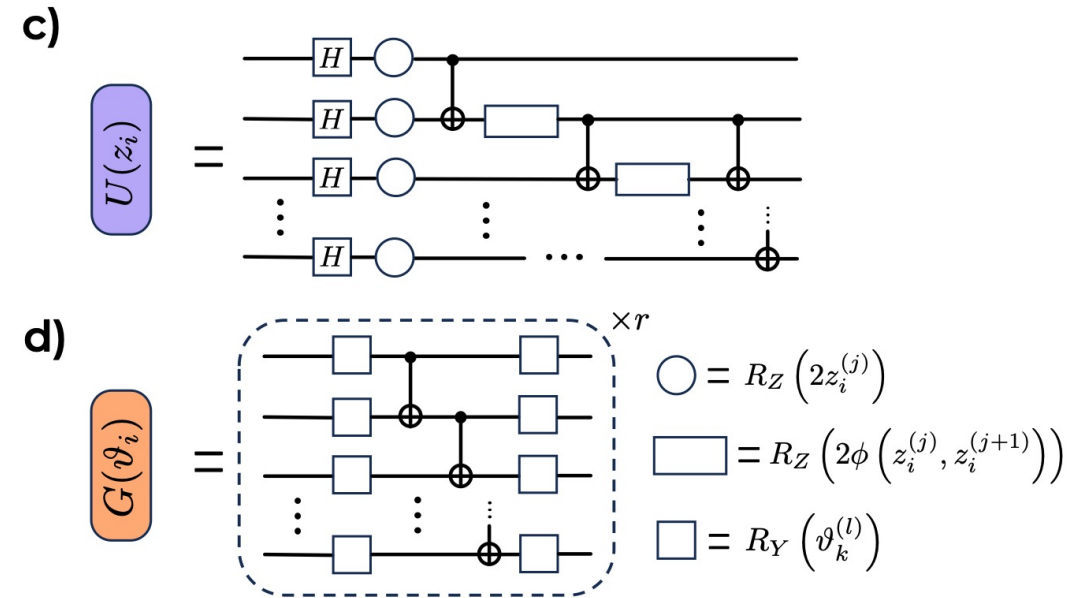 c)
U(z_i)
=
H
H
H
⋮ ⋮ ⋮
H
...
d)
×r
G(ϑ_i)
=
⋮ ⋮
= R_Z (2z_i^{(j)})
= R_Z (2ϕ (z_i^{(j)}, z_i^{(j+1)}))
= R_Y (ϑ_k^{(l)})